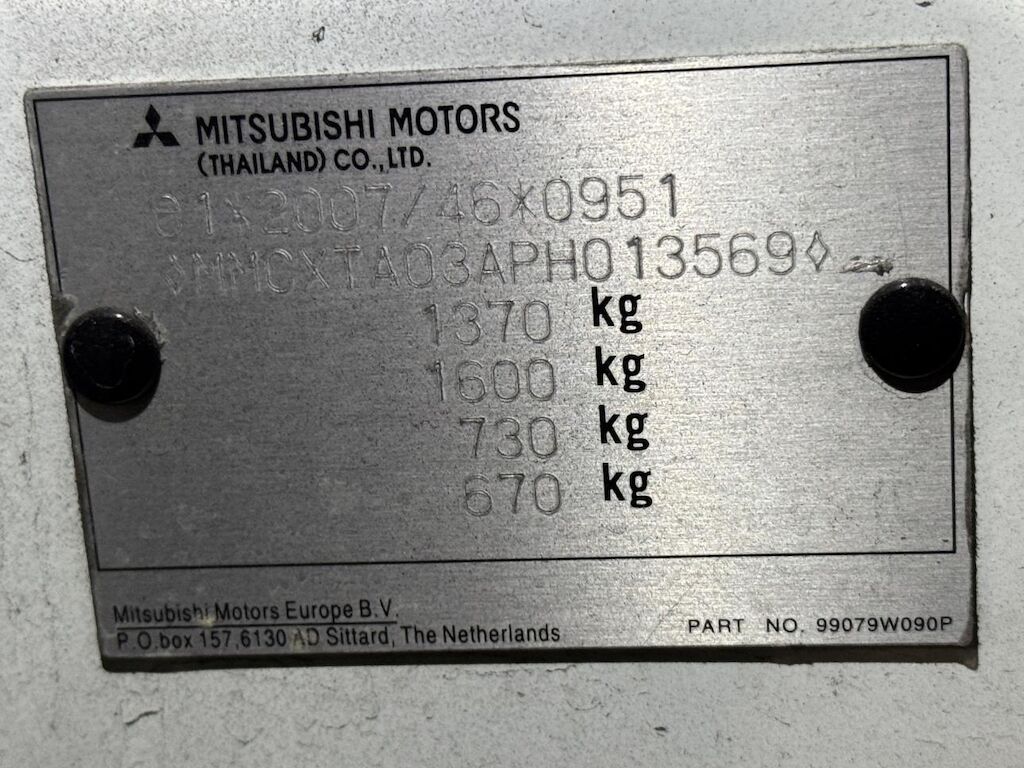 MITSUBISHI MOTORS
(THAILAND) CO.,LTD.
e1*2007/46*0951
◊MMCXTA03APH013569◊
1370 kg
1600 kg
730 kg
670 kg
Mitsubishi Motors Europe B.V.
P.O.box 157,6130 AD Sittard, The Netherlands
PART NO. 99079W090P